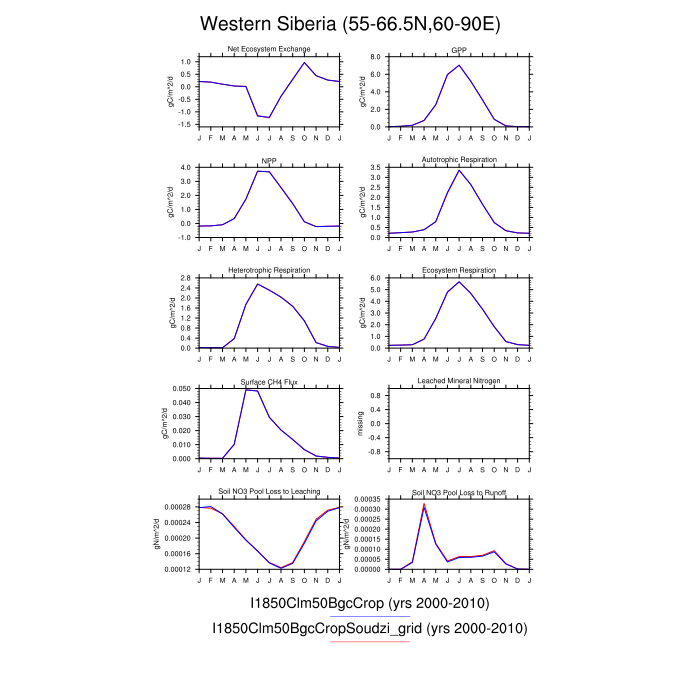 Western Siberia (55-66.5N,60-90E)
Net Ecosystem Exchange
gC/m^2/d
1.0
0.5
0.0
-0.5
-1.0
-1.5
J F M A M J J A S O N D J
GPP
gC/m^2/d
8.0
6.0
4.0
2.0
0.0
J F M A M J J A S O N D J
NPP
gC/m^2/d
4.0
3.0
2.0
1.0
0.0
-1.0
J F M A M J J A S O N D J
Autotrophic Respiration
gC/m^2/d
3.5
3.0
2.5
2.0
1.5
1.0
0.5
0.0
J F M A M J J A S O N D J
Heterotrophic Respiration
gC/m^2/d
2.8
2.4
2.0
1.6
1.2
0.8
0.4
0.0
J F M A M J J A S O N D J
Ecosystem Respiration
gC/m^2/d
6.0
5.0
4.0
3.0
2.0
1.0
0.0
J F M A M J J A S O N D J
Surface CH4 Flux
gC/m^2/d
0.050
0.040
0.030
0.020
0.010
0.000
J F M A M J J A S O N D J
Leached Mineral Nitrogen
missing
0.8
0.4
0.0
-0.4
-0.8
J F M A M J J A S O N D J
Soil NO3 Pool Loss to Leaching
gN/m^2/d
0.00028
0.00024
0.00020
0.00016
0.00012
J F M A M J J A S O N D J
Soil NO3 Pool Loss to Runoff
gN/m^2/d
0.00035
0.00030
0.00025
0.00020
0.00015
0.00010
0.00005
0.00000
J F M A M J J A S O N D J
I1850Clm50BgcCrop (yrs 2000-2010)
I1850Clm50BgcCropSoudzi_grid (yrs 2000-2010)